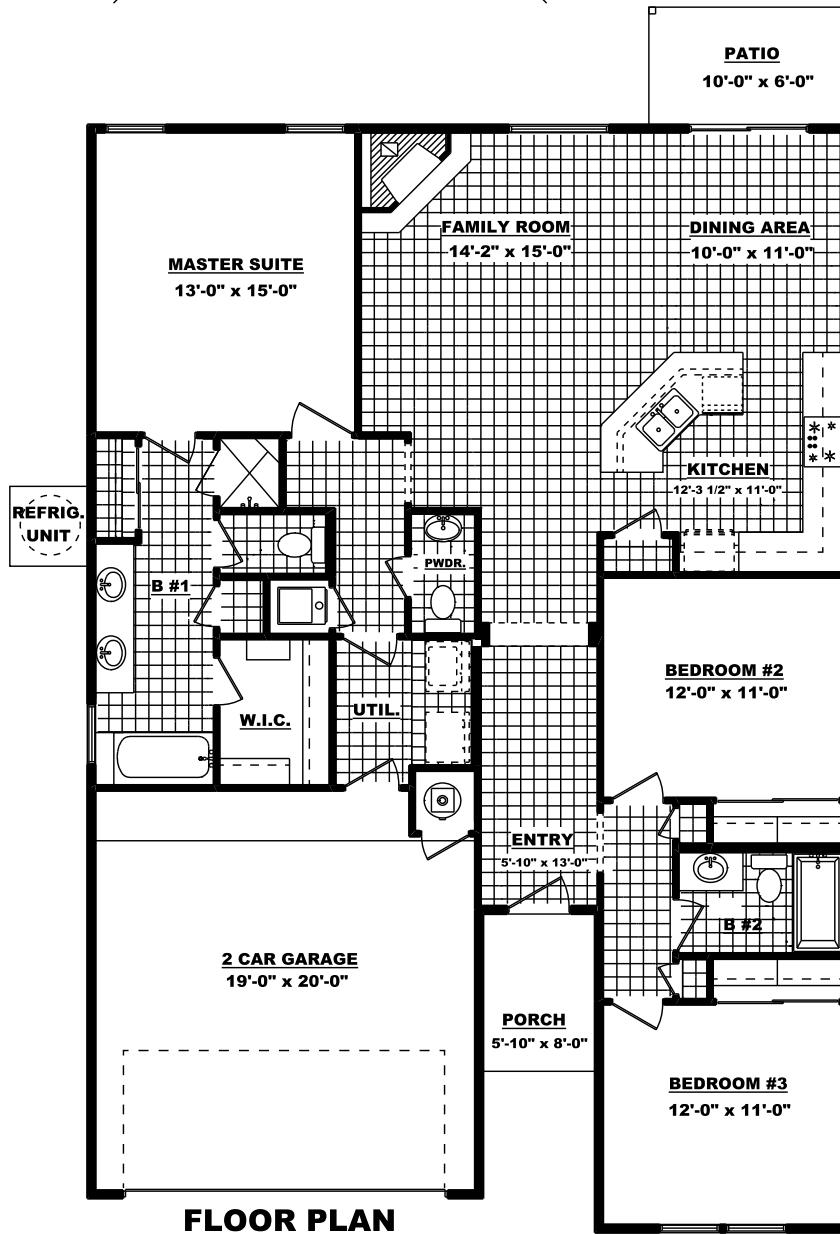 PATIO
10'-0" x 6'-0"
FAMILY ROOM
14'-2" x 15'-0"
DINING AREA
10'-0" x 11'-0"
MASTER SUITE
13'-0" x 15'-0"
KITCHEN
12'-3 1/2" x 11'-0"
REFRIG.
UNIT
PWDR.
B #1
BEDROOM #2
12'-0" x 11'-0"
UTIL.
W.I.C.
ENTRY
5'-10" x 13'-0"
B #2
2 CAR GARAGE
19'-0" x 20'-0"
PORCH
5'-10" x 8'-0"
BEDROOM #3
12'-0" x 11'-0"
FLOOR PLAN